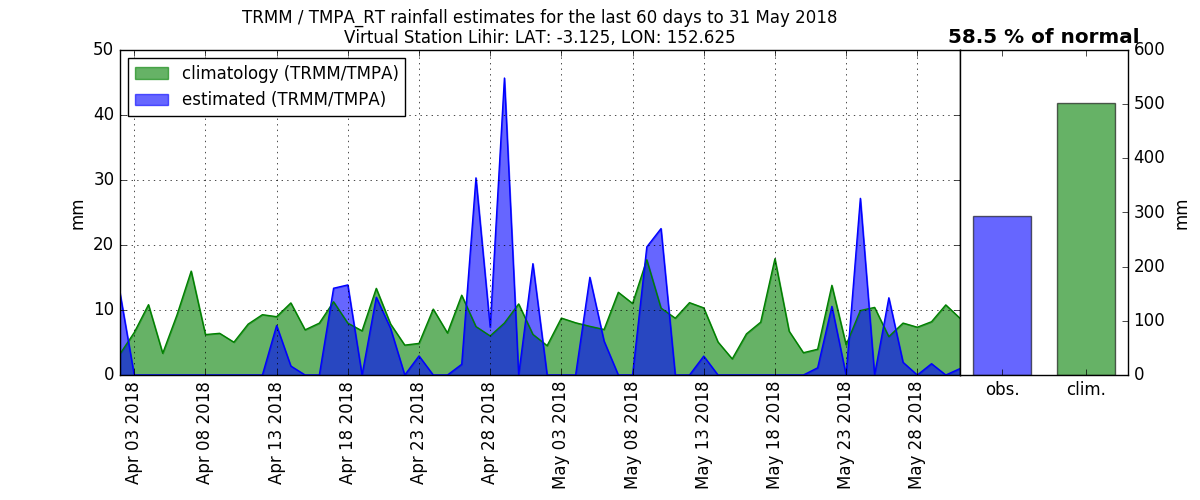 TRMM / TMPA_RT rainfall estimates for the last 60 days to 31 May 2018
Virtual Station Lihir: LAT: -3.125, LON: 152.625
58.5 % of normal
climatology (TRMM/TMPA)
estimated (TRMM/TMPA)
50
40
30
20
10
0
mm
Apr 03 2018
Apr 08 2018
Apr 13 2018
Apr 18 2018
Apr 23 2018
Apr 28 2018
May 03 2018
May 08 2018
May 13 2018
May 18 2018
May 23 2018
May 28 2018
600
500
400
300
200
100
0
mm
obs.
clim.